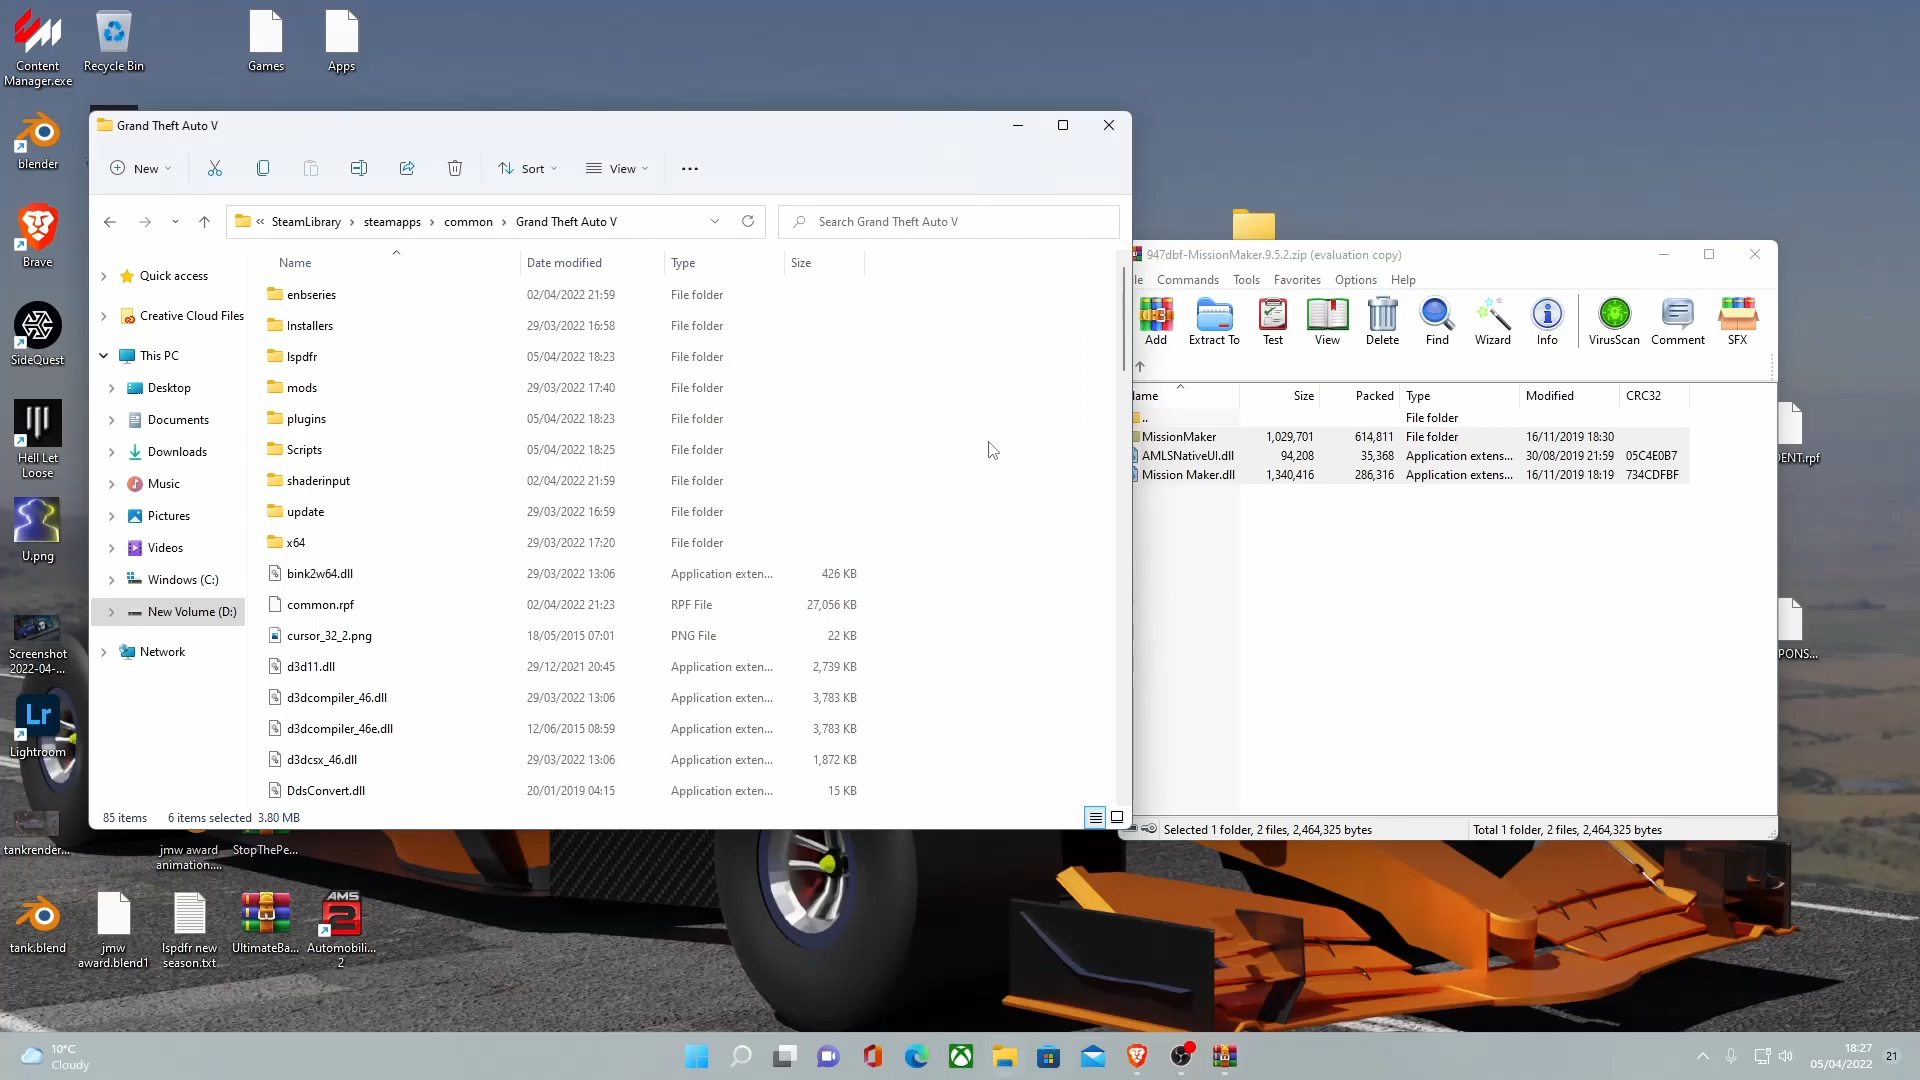 Content
Manager.exe
Recycle Bin
Games
Apps
blender
Brave
SideQuest
Hell Let
Loose
U.png
Screenshot
2022-04-...
Lr
Lightroom
tankrender...
jmw award
animation....
StopThePe...
tank.blend
jmw
award.blend1
lspdfr new
season.txt
UltimateBa...
AMS
2
Automobili...
2
Grand Theft Auto V
New
Sort
View
SteamLibrary
steamapps
common
Grand Theft Auto V
Search Grand Theft Auto V
Quick access
Creative Cloud Files
This PC
Desktop
Documents
Downloads
Music
Pictures
Videos
Windows (C:)
New Volume (D:)
Network
Name Date modified Type Size
enbseries 02/04/2022 21:59 File folder
Installers 29/03/2022 16:58 File folder
lspdfr 05/04/2022 18:23 File folder
mods 29/03/2022 17:40 File folder
plugins 05/04/2022 18:23 File folder
Scripts 05/04/2022 18:25 File folder
shaderinput 02/04/2022 21:59 File folder
update 29/03/2022 16:59 File folder
x64 29/03/2022 17:20 File folder
bink2w64.dll 29/03/2022 13:06 Application exten... 426 KB
common.rpf 02/04/2022 21:23 RPF File 27,056 KB
cursor_32_2.png 18/05/2015 07:01 PNG File 22 KB
d3d11.dll 29/12/2021 20:45 Application exten... 2,739 KB
d3dcompiler_46.dll 29/03/2022 13:06 Application exten... 3,783 KB
d3dcompiler_46e.dll 12/06/2015 08:59 Application exten... 3,783 KB
d3dcsx_46.dll 29/03/2022 13:06 Application exten... 1,872 KB
DdsConvert.dll 20/01/2019 04:15 Application exten... 15 KB
85 items 6 items selected 3.80 MB
947dbf-MissionMaker.9.5.2.zip (evaluation copy)
le Commands Tools Favorites Options Help
Add Extract To Test View Delete Find Wizard Info VirusScan Comment SFX
ame Size Packed Type Modified CRC32
.. File folder
MissionMaker 1,029,701 614,811 File folder 16/11/2019 18:30
AMLSNativeUI.dll 94,208 35,368 Application extens... 30/08/2019 21:59 05C4E0B7
Mission Maker.dll 1,340,416 286,316 Application extens... 16/11/2019 18:19 734CDFBF
Selected 1 folder, 2 files, 2,464,325 bytes
Total 1 folder, 2 files, 2,464,325 bytes
DENT.rpf
PONS...
10°C
Cloudy
18:27
05/04/2022
21